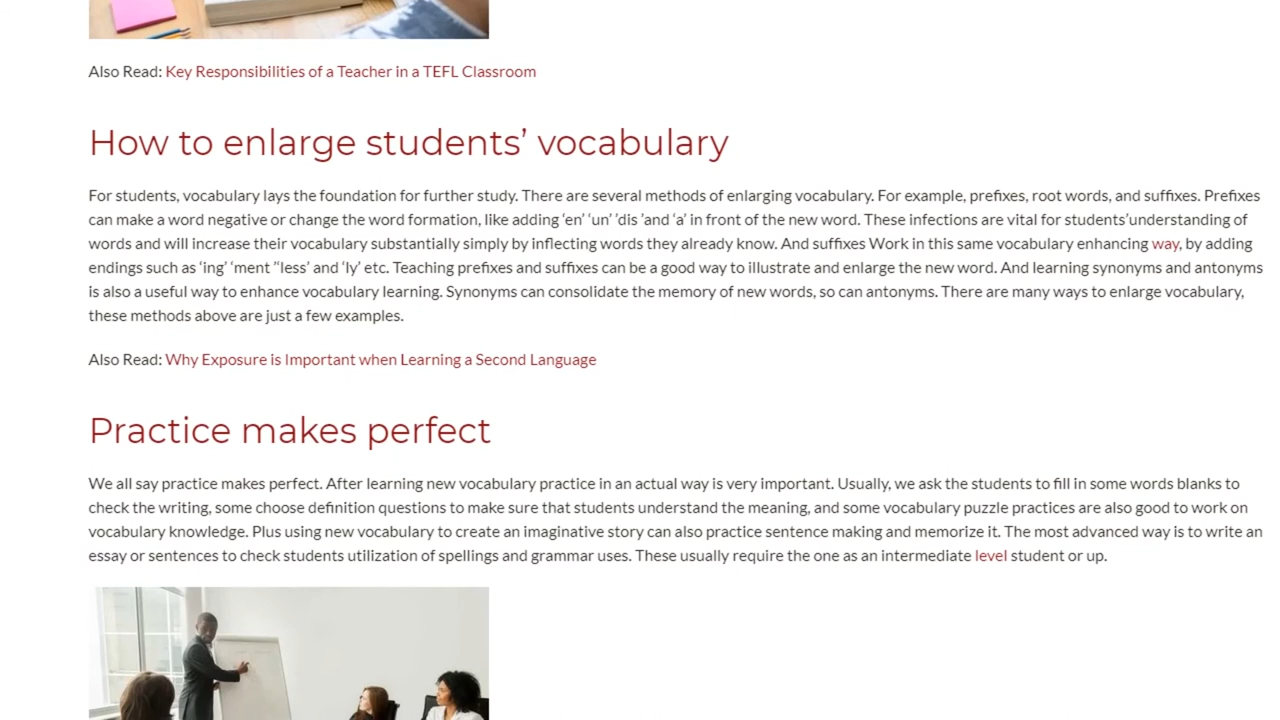 Also Read: Key Responsibilities of a Teacher in a TEFL Classroom
How to enlarge students’ vocabulary
For students, vocabulary lays the foundation for further study. There are several methods of enlarging vocabulary. For example, prefixes, root words, and suffixes. Prefixes
can make a word negative or change the word formation, like adding ‘en’ ‘un’ ‘dis ’and ‘a’ in front of the new word. These infections are vital for students’understanding of
words and will increase their vocabulary substantially simply by inflecting words they already know. And suffixes Work in this same vocabulary enhancing way, by adding
endings such as ‘ing’ ‘ment ’‘less’ and ‘ly’ etc. Teaching prefixes and suffixes can be a good way to illustrate and enlarge the new word. And learning synonyms and antonyms
is also a useful way to enhance vocabulary learning. Synonyms can consolidate the memory of new words, so can antonyms. There are many ways to enlarge vocabulary,
these methods above are just a few examples.
Also Read: Why Exposure is Important when Learning a Second Language
Practice makes perfect
We all say practice makes perfect. After learning new vocabulary practice in an actual way is very important. Usually, we ask the students to fill in some words blanks to
check the writing, some choose definition questions to make sure that students understand the meaning, and some vocabulary puzzle practices are also good to work on
vocabulary knowledge. Plus using new vocabulary to create an imaginative story can also practice sentence making and memorize it. The most advanced way is to write an
essay or sentences to check students utilization of spellings and grammar uses. These usually require the one as an intermediate level student or up.